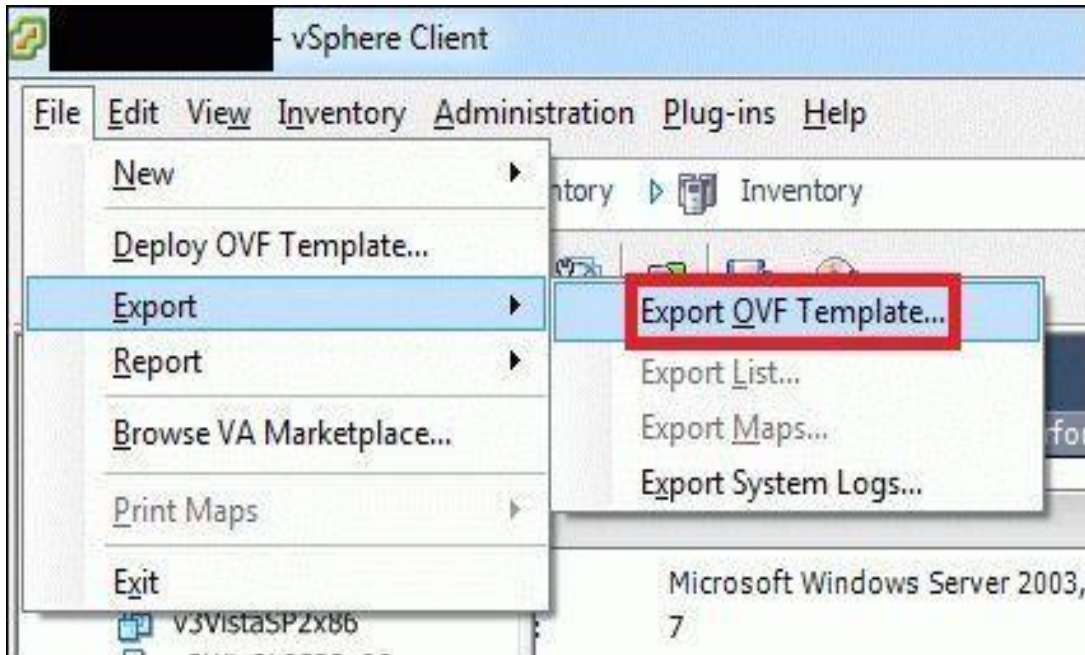 - vSphere Client
File Edit View Inventory Administration Plug-ins Help
New
Inventory
Deploy OVF Template...
Export
Export OVF Template...
Report
Export List...
Browse VA Marketplace...
Export Maps...
Export System Logs...
Print Maps
Exit
Microsoft Windows Server 2003,
v3VistaSP2x86
7